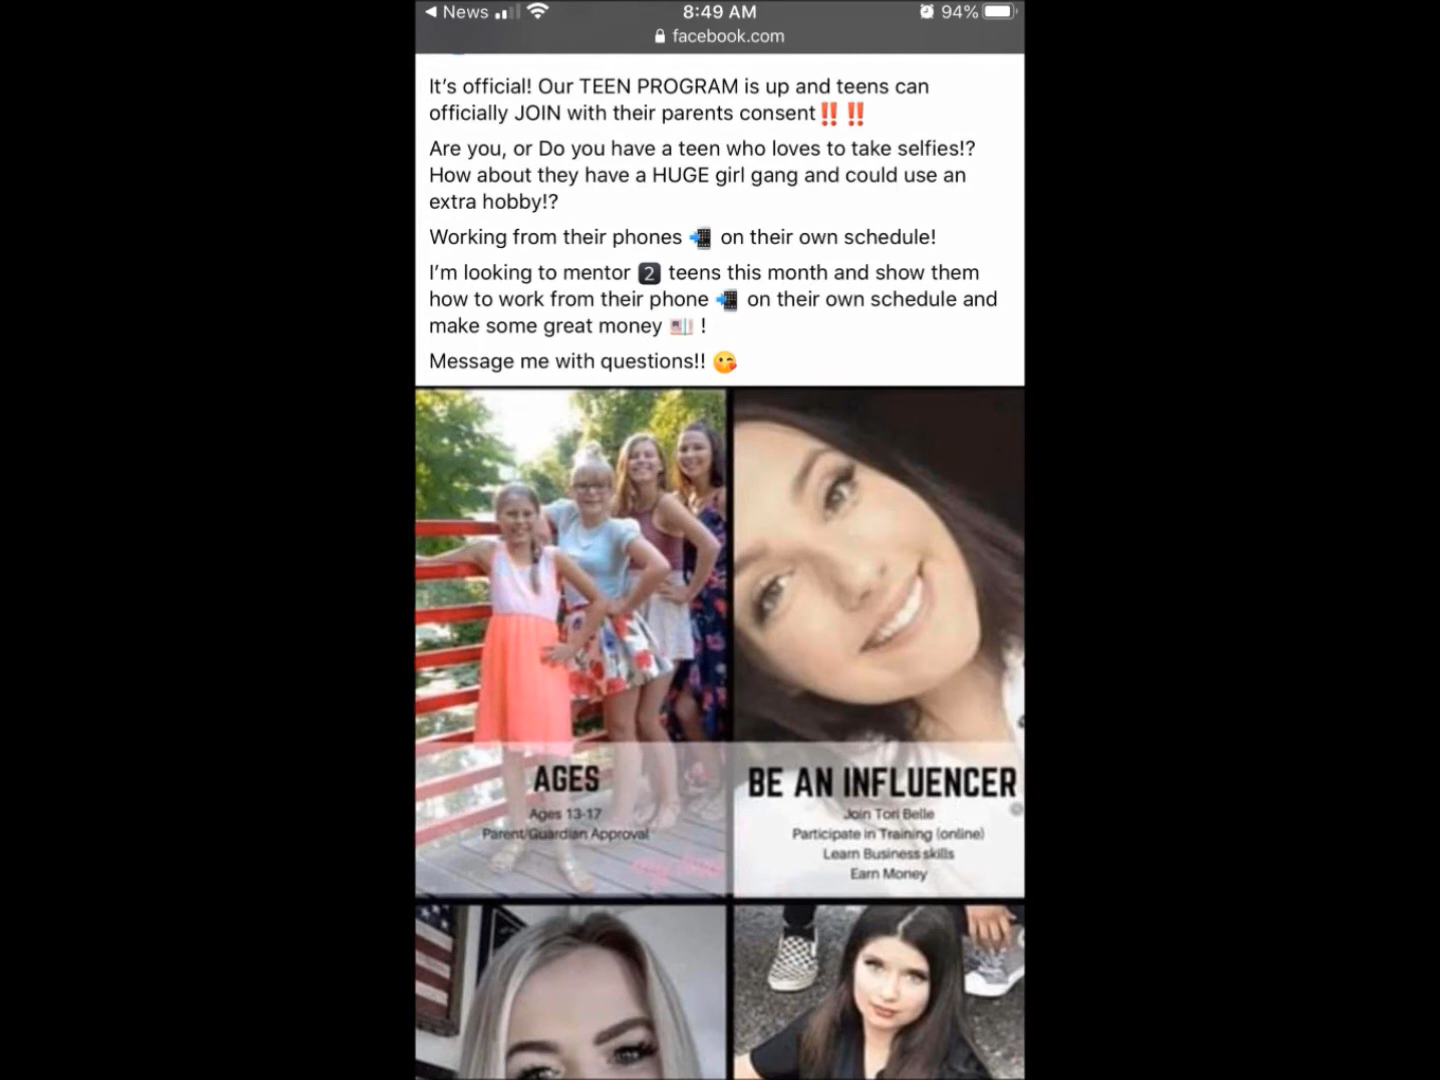 News
8:49 AM
94%
facebook.com
It's official! Our TEEN PROGRAM is up and teens can
officially JOIN with their parents consent‼️ ‼️
Are you, or Do you have a teen who loves to take selfies!?
How about they have a HUGE girl gang and could use an
extra hobby!?
Working from their phones 📲 on their own schedule!
I'm looking to mentor 2️⃣ teens this month and show them
how to work from their phone 📲 on their own schedule and
make some great money 💵 !
Message me with questions!! 😘
AGES
Ages 13-17
Parent/Guardian Approval
BE AN INFLUENCER
Join Tori Belle
Participate in Training (online)
Learn Business skills
Earn Money